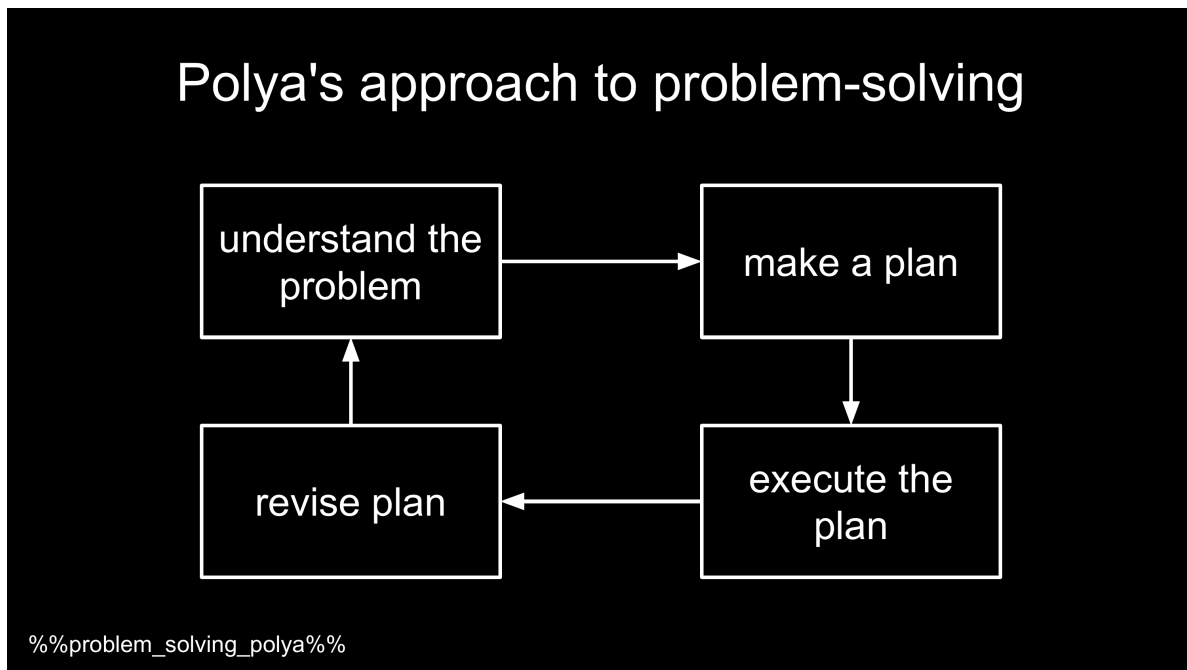 Polya's approach to problem-solving
understand the
problem
make a plan
revise plan
execute the
plan
%%problem_solving_polya%%